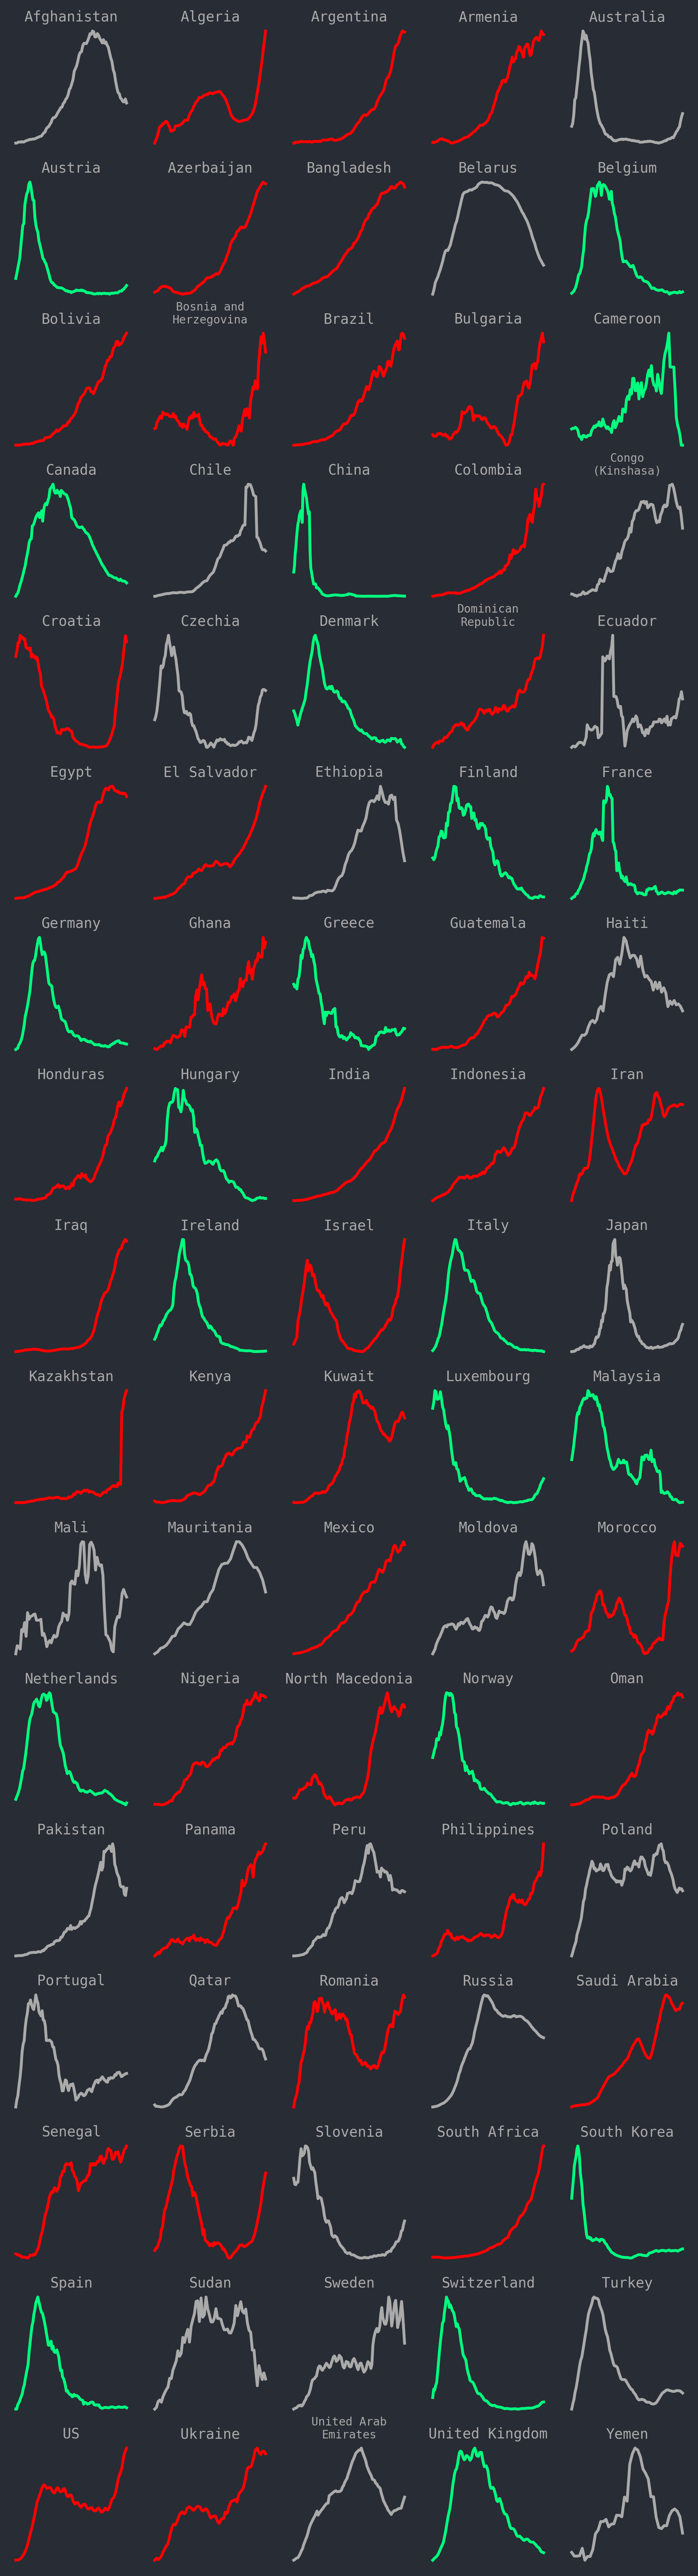 Afghanistan
Algeria
Argentina
Armenia
Australia
Austria
Azerbaijan
Bangladesh
Belarus
Belgium
Bolivia
Bosnia and
Herzegovina
Brazil
Bulgaria
Cameroon
Canada
Chile
China
Colombia
Congo
(Kinshasa)
Croatia
Czechia
Denmark
Dominican
Republic
Ecuador
Egypt
El Salvador
Ethiopia
Finland
France
Germany
Ghana
Greece
Guatemala
Haiti
Honduras
Hungary
India
Indonesia
Iran
Iraq
Ireland
Israel
Italy
Japan
Kazakhstan
Kenya
Kuwait
Luxembourg
Malaysia
Mali
Mauritania
Mexico
Moldova
Morocco
Netherlands
Nigeria
North Macedonia
Norway
Oman
Pakistan
Panama
Peru
Philippines
Poland
Portugal
Qatar
Romania
Russia
Saudi Arabia
Senegal
Serbia
Slovenia
South Africa
South Korea
Spain
Sudan
Sweden
Switzerland
Turkey
US
Ukraine
United Arab
Emirates
United Kingdom
Yemen